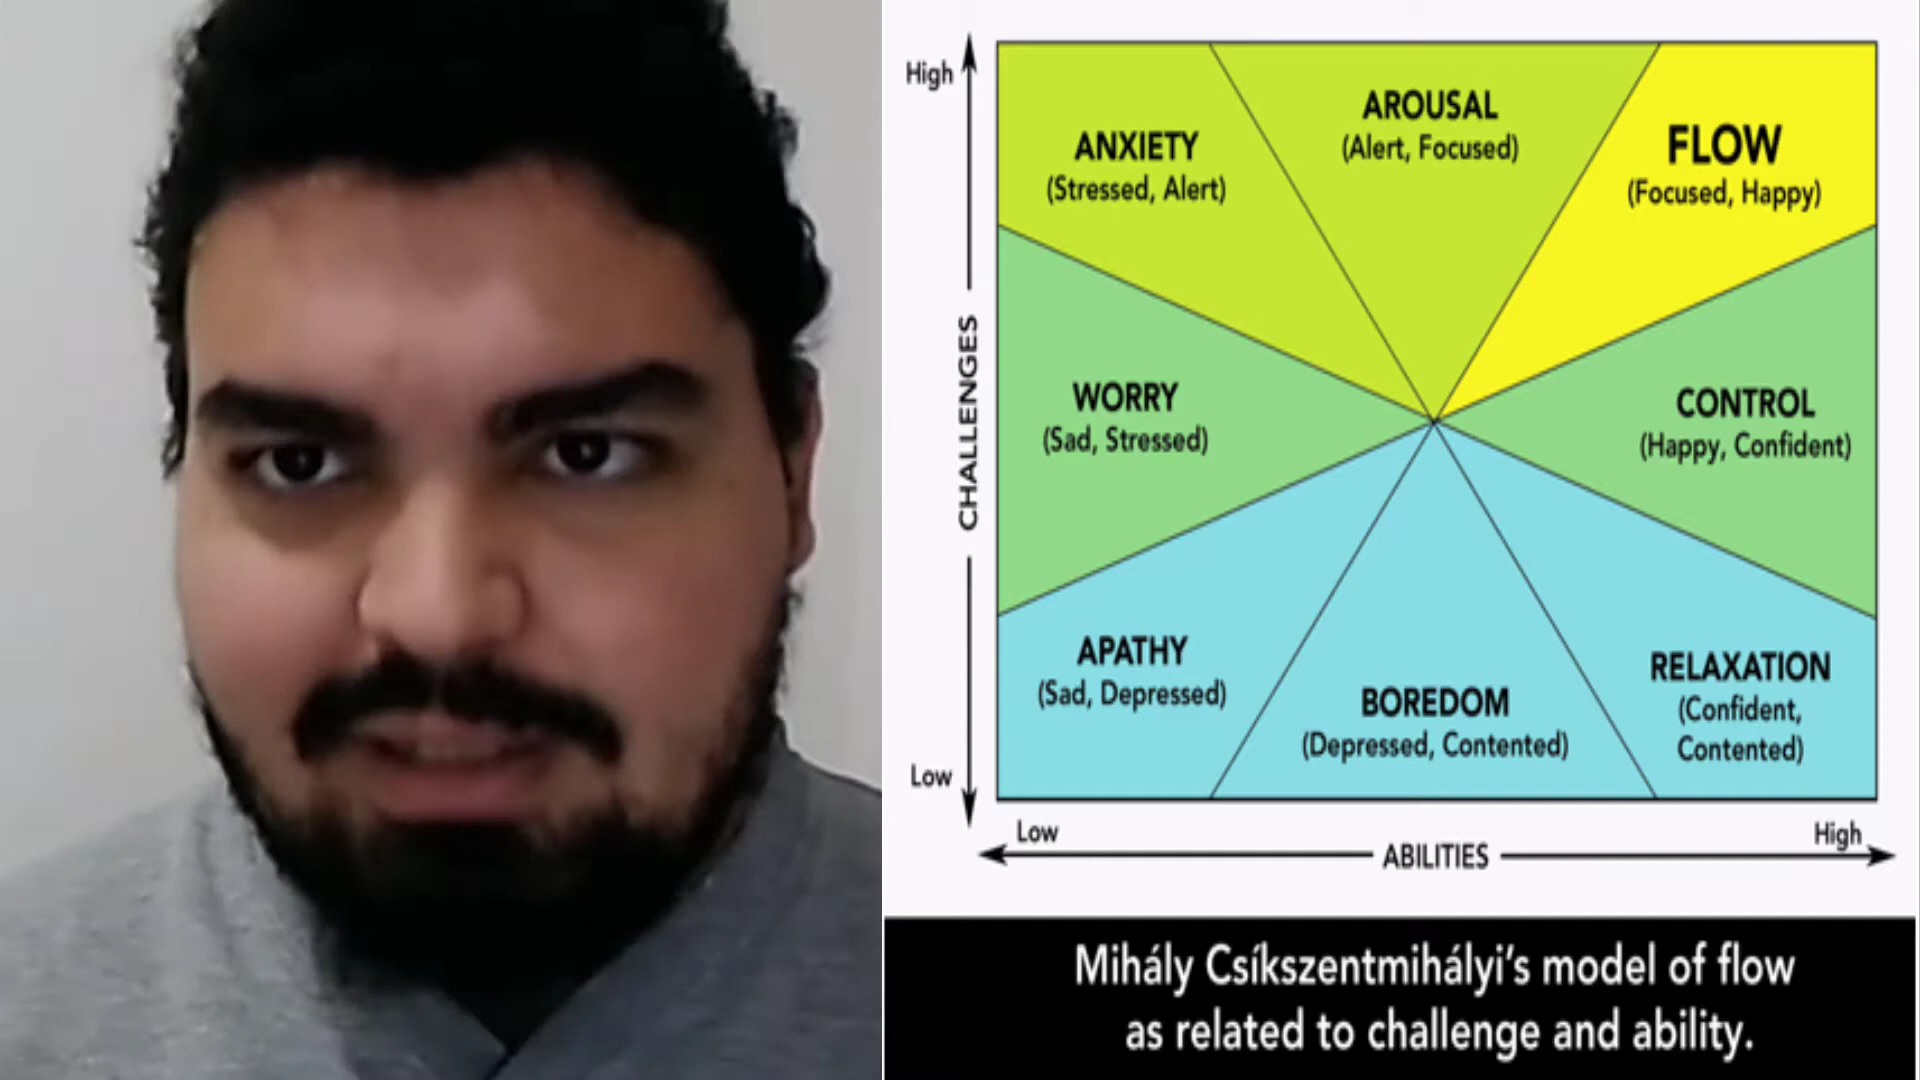 High
AROUSAL
(Alert, Focused)
ANXIETY
(Stressed, Alert)
FLOW
(Focused, Happy)
CHALLENGES
WORRY
(Sad, Stressed)
CONTROL
(Happy, Confident)
APATHY
(Sad, Depressed)
BOREDOM
(Depressed, Contented)
RELAXATION
(Confident,
Contented)
Low
Low
High
ABILITIES
Mihály Csíkszentmihályi's model of flow
as related to challenge and ability.